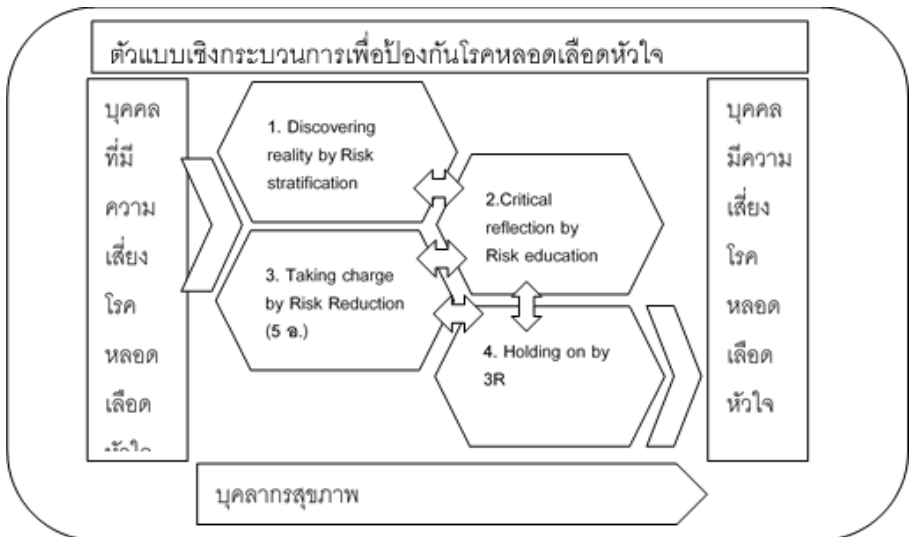 ตัวแบบเชิงกระบวนการเพื่อป้องกันโรคหลอดเลือดหัวใจ
บุคคล
ที่มี
ความ
เสี่ยง
โรค
หลอด
เลือด
หัวใจ
1. Discovering
reality by Risk
stratification
2.Critical
reflection by
Risk education
3. Taking charge
by Risk Reduction
(5 อ.)
4. Holding on by
3R
บุคคล
มีความ
เสี่ยง
โรค
หลอด
เลือด
หัวใจ
บุคลากรสุขภาพ